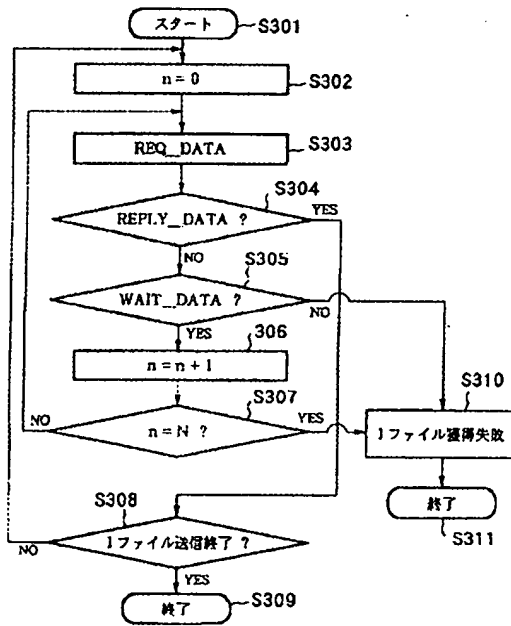 スタート S301
n=0 S302
REQ_DATA S303
S304
REPLY_DATA ? YES
NO S305
WAIT_DATA ? NO
YES 306
n=n+1
S307 S310
NO n=N ? YES 1ファイル獲得失敗
S308 終了
NO 1ファイル送信終了 ? S311
YES
終了 S309